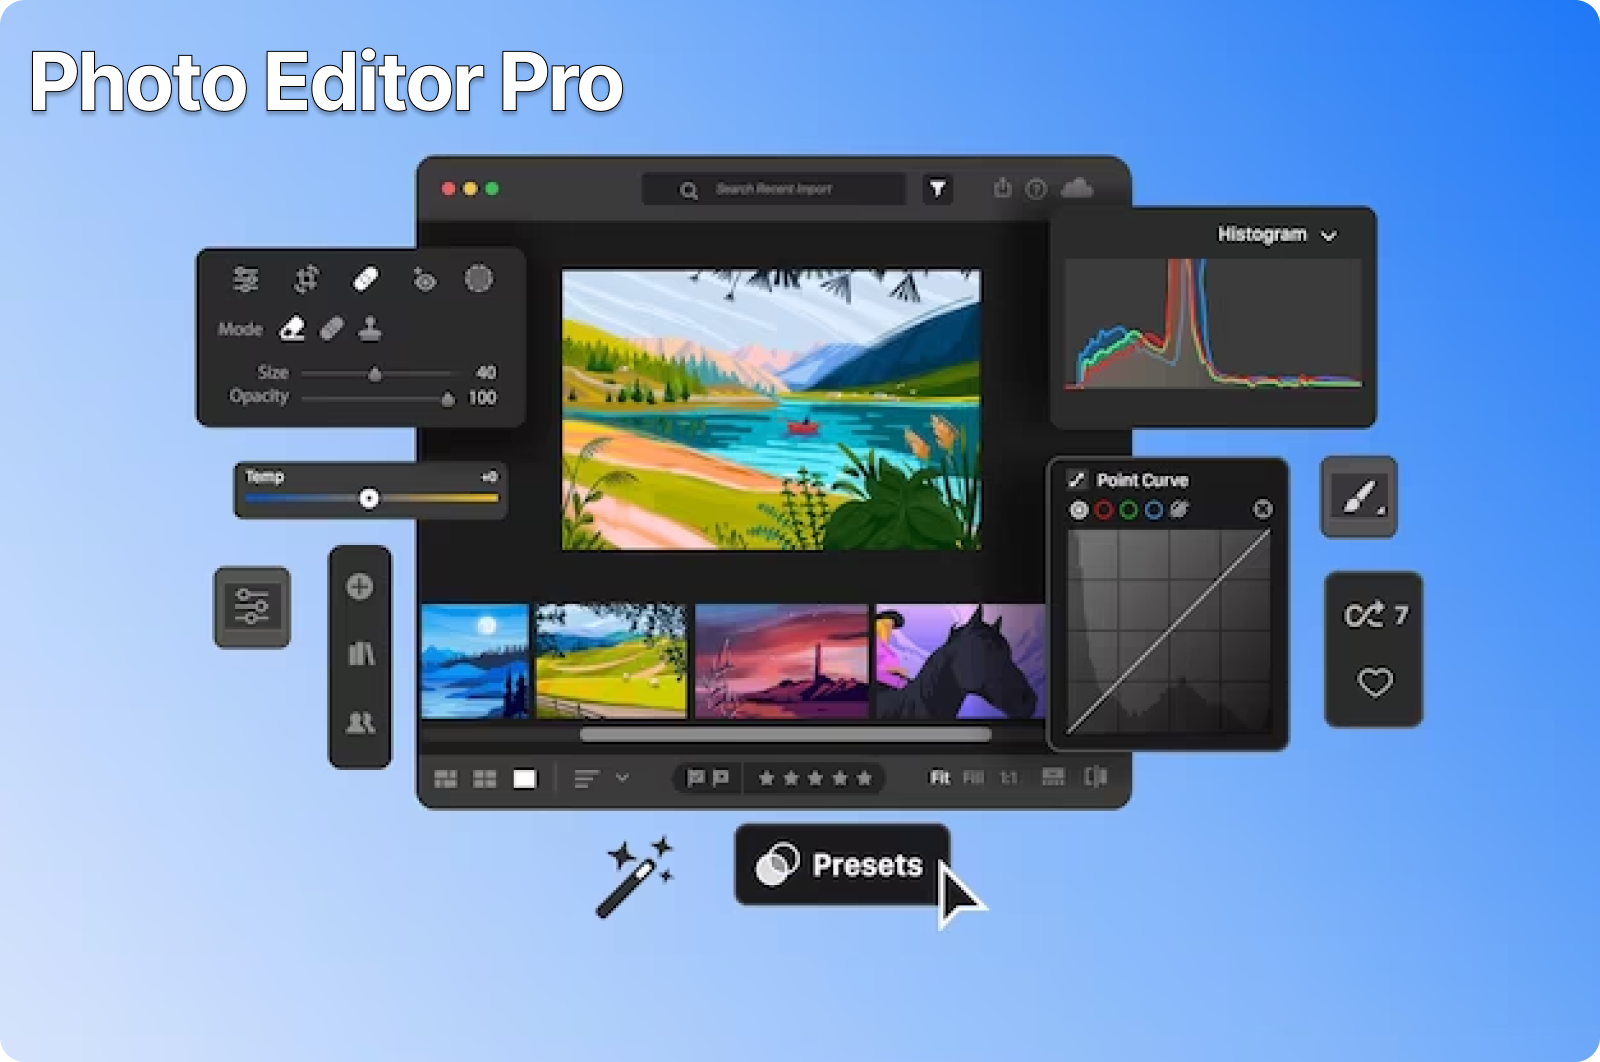 Photo Editor Pro
Search Recent Import
Histogram
Mode
Size 40
Opacity 100
Temp +0
Point Curve
7
Fit Fill 1:1
Presets